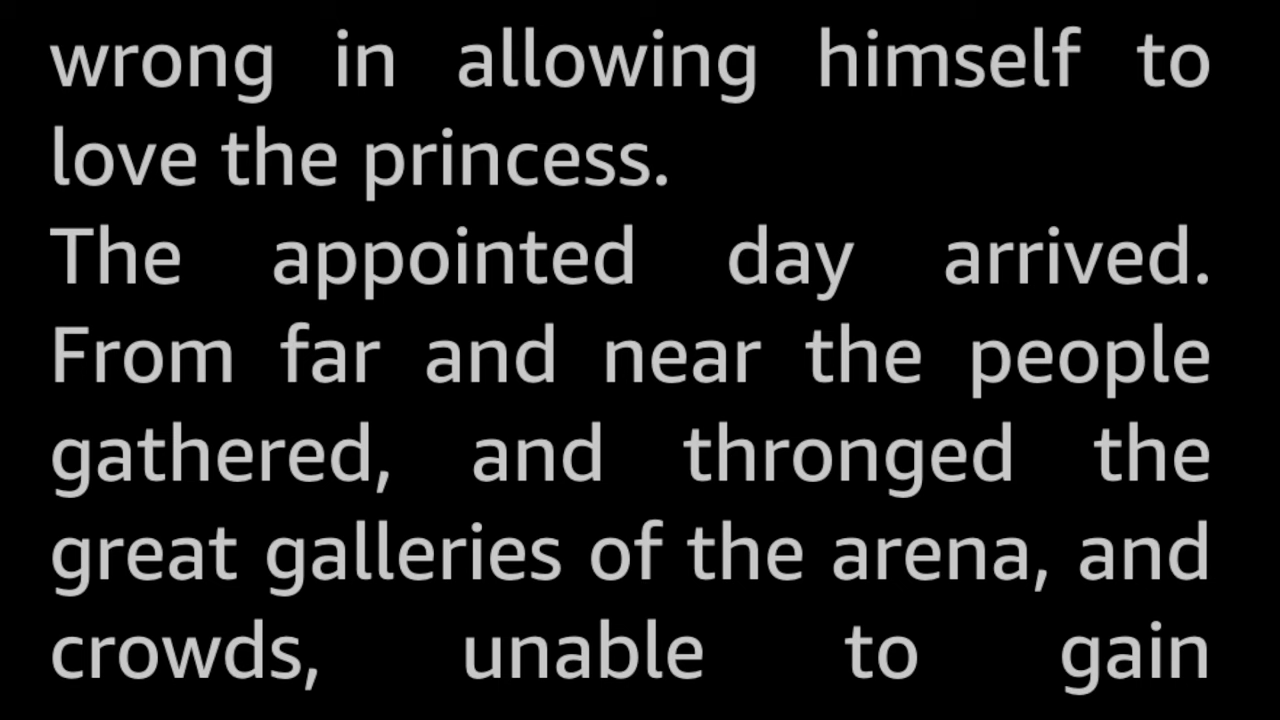 wrong in allowing himself to
love the princess.
The appointed day arrived.
From far and near the people
gathered, and thronged the
great galleries of the arena, and
crowds, unable to gain